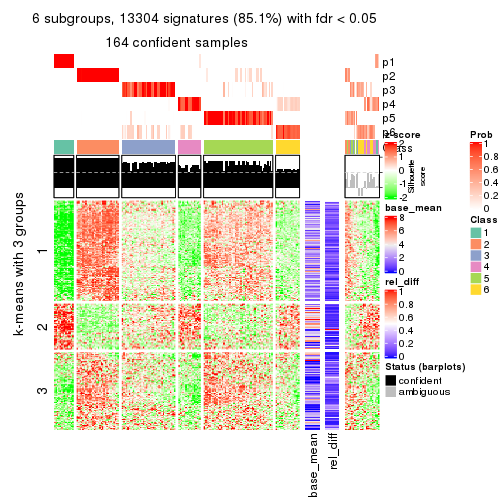 6 subgroups, 13304 signatures (85.1%) with fdr < 0.05
164 confident samples
p1
p2
p3
p4
p5
p6
Class
Silhouette
score
k-means with 3 groups
1
2
3
base_mean
rel_diff
z-score
2
1
0
-1
-2
base_mean
8
6
4
2
0
rel_diff
1
0.8
0.6
0.4
0.2
0
Status (barplots)
confident
ambiguous
Prob
1
0.8
0.6
0.4
0.2
0
Class
1
2
3
4
5
6